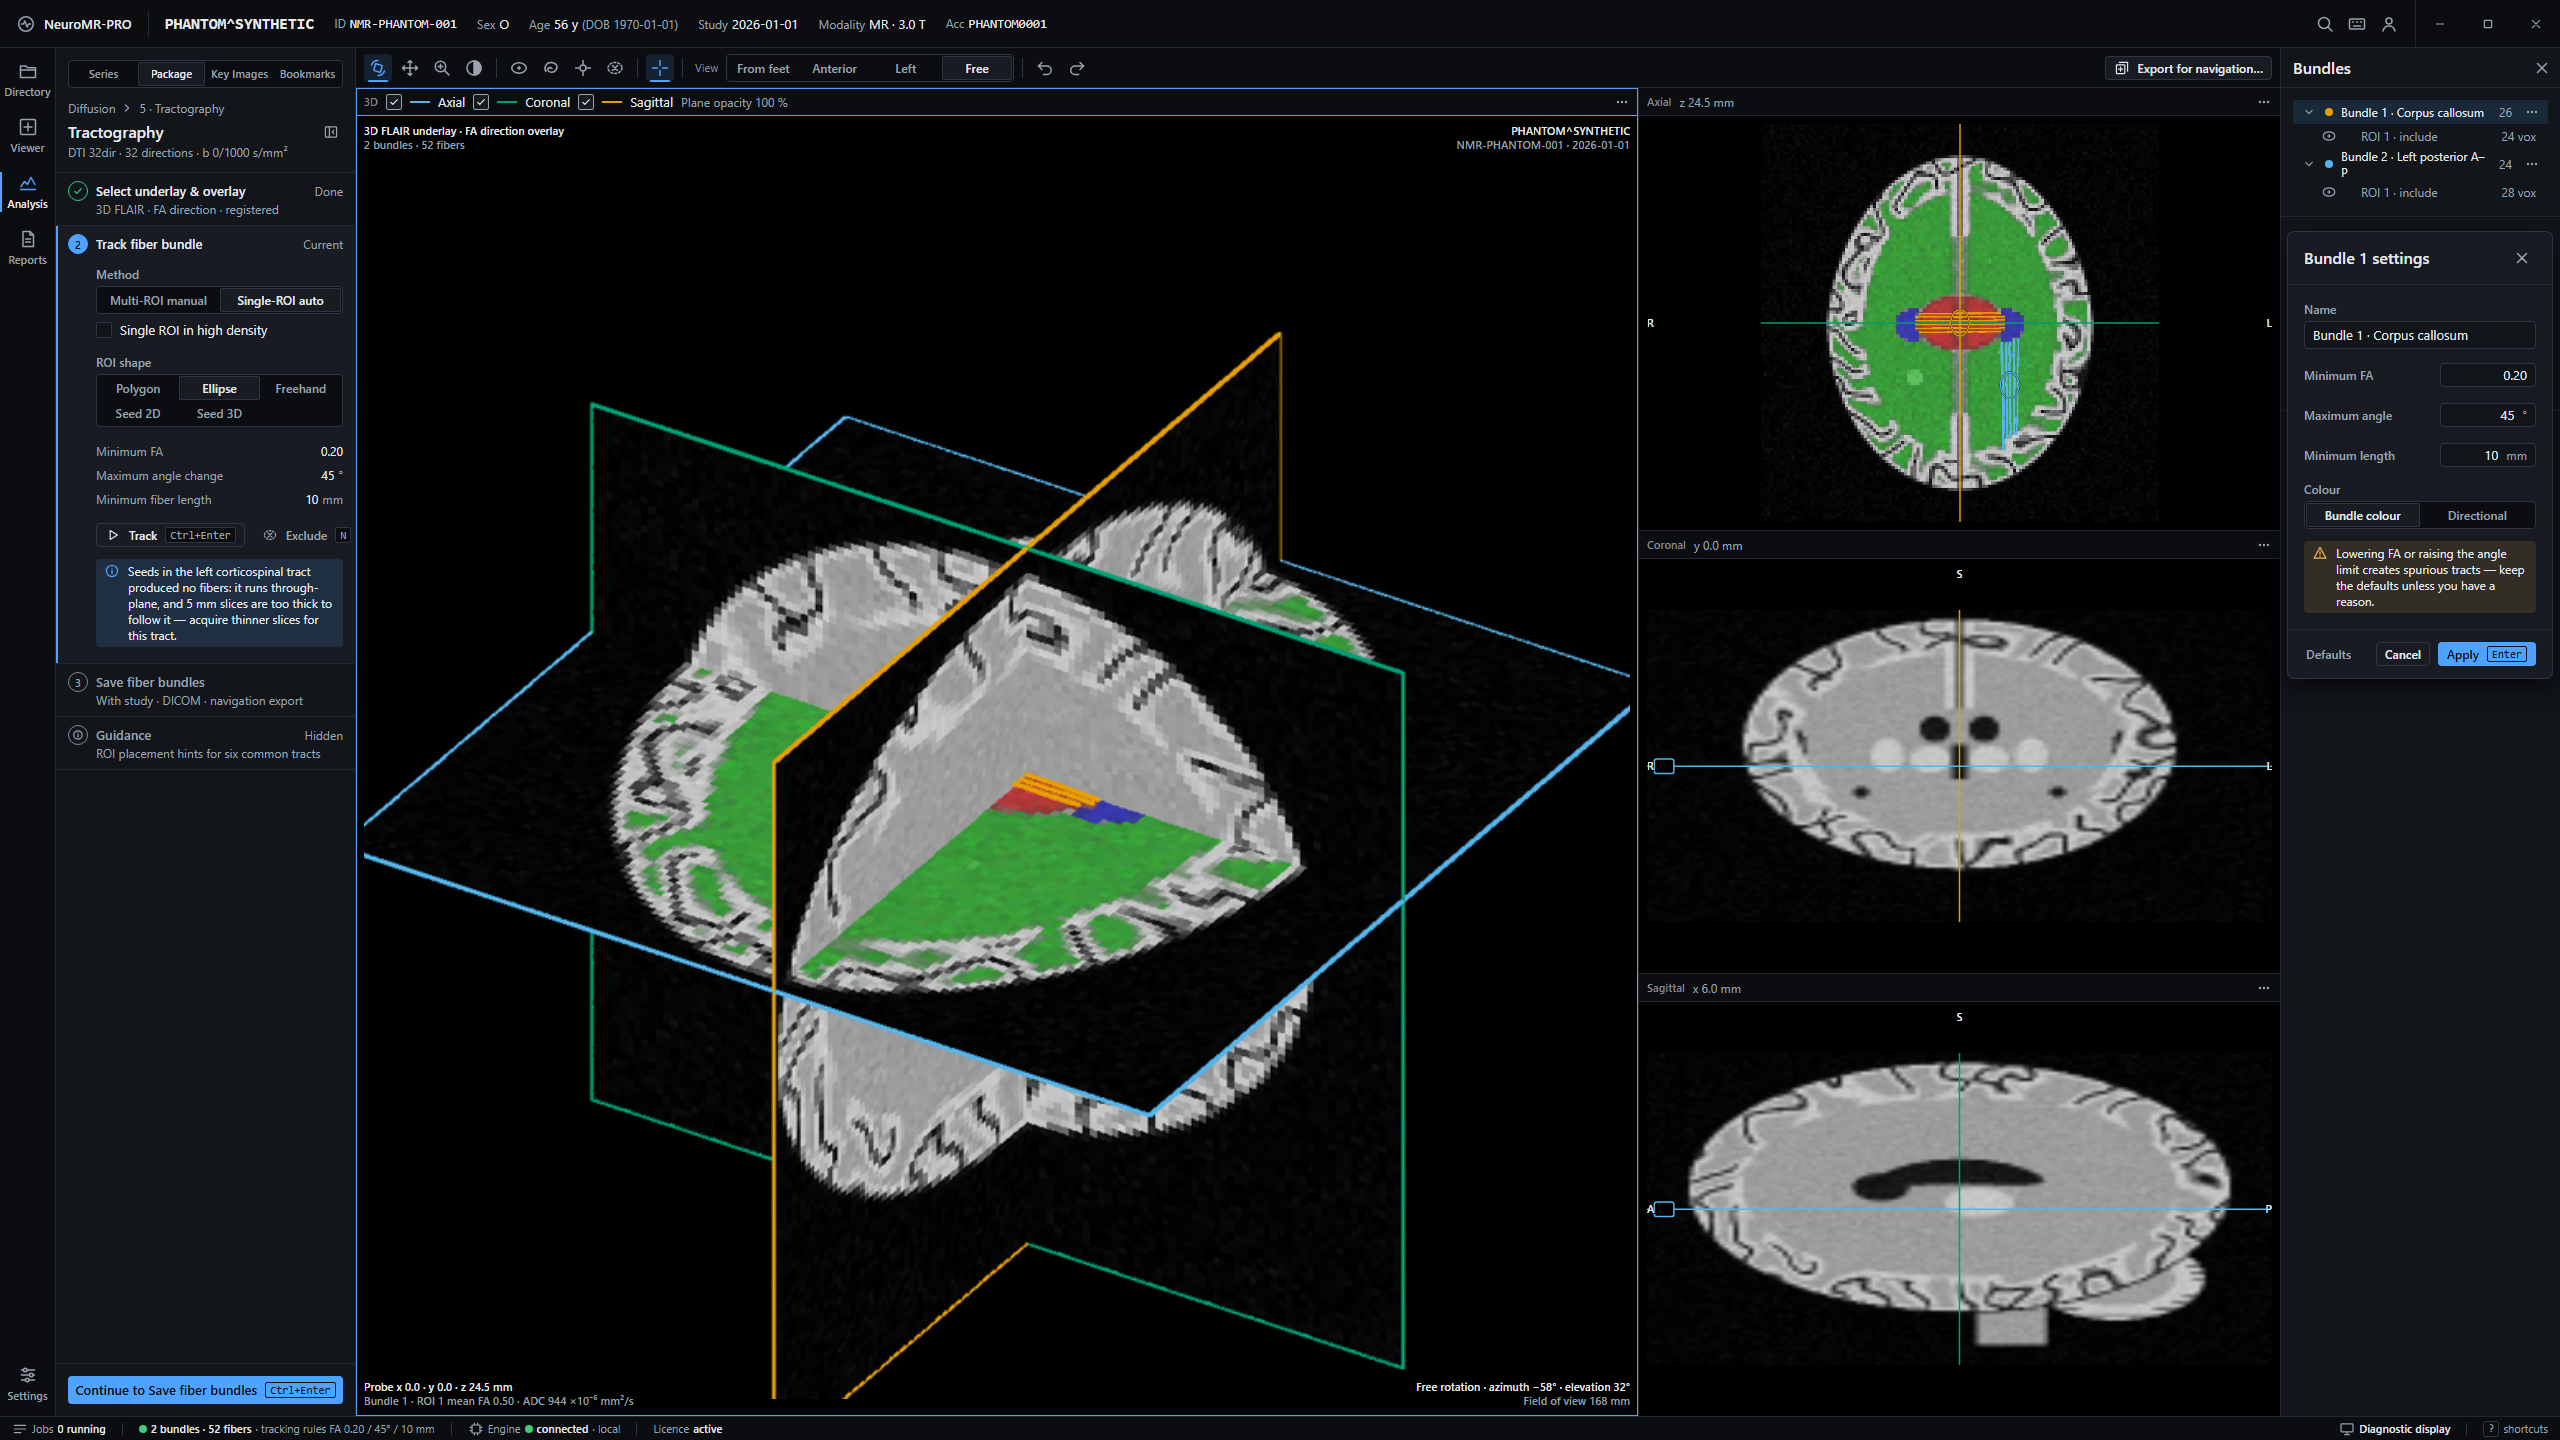 NeuroMR-PRO
PHANTOM^SYNTHETIC
ID NMR-PHANTOM-001
Sex O
Age 56 y (DOB 1970-01-01)
Study 2026-01-01
Modality MR · 3.0 T
Acc PHANTOM0001
Directory
Viewer
Analysis
Reports
Settings
Series
Package
Key Images
Bookmarks
Diffusion > 5 · Tractography
Tractography
DTI 32dir · 32 directions · b 0/1000 s/mm²
Select underlay & overlay
Done
3D FLAIR · FA direction · registered
2
Track fiber bundle
Current
Method
Multi-ROI manual
Single-ROI auto
Single ROI in high density
ROI shape
Polygon
Ellipse
Freehand
Seed 2D
Seed 3D
Minimum FA 0.20
Maximum angle change 45 °
Minimum fiber length 10 mm
Track Ctrl+Enter
Exclude N
Seeds in the left corticospinal tract
produced no fibers: it runs through-
plane, and 5 mm slices are too thick to
follow it — acquire thinner slices for
this tract.
3
Save fiber bundles
With study · DICOM · navigation export
Guidance
Hidden
ROI placement hints for six common tracts
Continue to Save fiber bundles Ctrl+Enter
View
From feet
Anterior
Left
Free
Export for navigation...
3D
Axial
Coronal
Sagittal
Plane opacity 100 %
3D FLAIR underlay · FA direction overlay
2 bundles · 52 fibers
PHANTOM^SYNTHETIC
NMR-PHANTOM-001 · 2026-01-01
Probe x 0.0 · y 0.0 · z 24.5 mm
Bundle 1 · ROI 1 mean FA 0.50 · ADC 944 ×10⁻⁶ mm²/s
Free rotation · azimuth −58° · elevation 32°
Field of view 168 mm
Axial z 24.5 mm
R
L
Coronal y 0.0 mm
S
R
L
Sagittal x 6.0 mm
S
A
P
Bundles
Bundle 1 · Corpus callosum 26
ROI 1 · include 24 vox
Bundle 2 · Left posterior A–
P
24
ROI 1 · include 28 vox
Bundle 1 settings
Name
Bundle 1 · Corpus callosum
Minimum FA 0.20
Maximum angle 45 °
Minimum length 10 mm
Colour
Bundle colour
Directional
Lowering FA or raising the angle
limit creates spurious tracts — keep
the defaults unless you have a
reason.
Defaults
Cancel
Apply Enter
Jobs 0 running
2 bundles · 52 fibers · tracking rules FA 0.20 / 45° / 10 mm
Engine connected · local
Licence active
Diagnostic display
? shortcuts